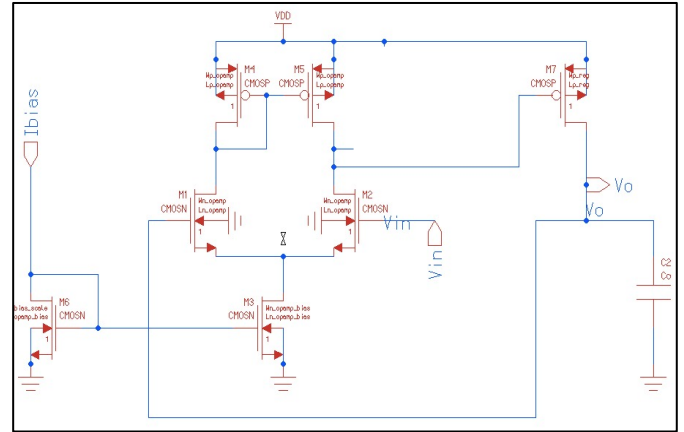 VDD
M4
Wp_opamp
Lp_opamp
CMOSP
1
M5
Wp_opamp
Lp_opamp
CMOSP
1
M7
Wp_reg
Lp_reg
CMOSP
1
Ibias
M1
CMOSN
Wn_opamp
Ln_opamp
1
M2
CMOSN
Wn_opamp
Ln_opamp
1
Vin
Vin
Vo
Vo
C2
Co
M6
bias_scale
opamp_bias
CMOSN
1
M3
Wn_opamp_bias
Ln_opamp_bias
CMOSN
1